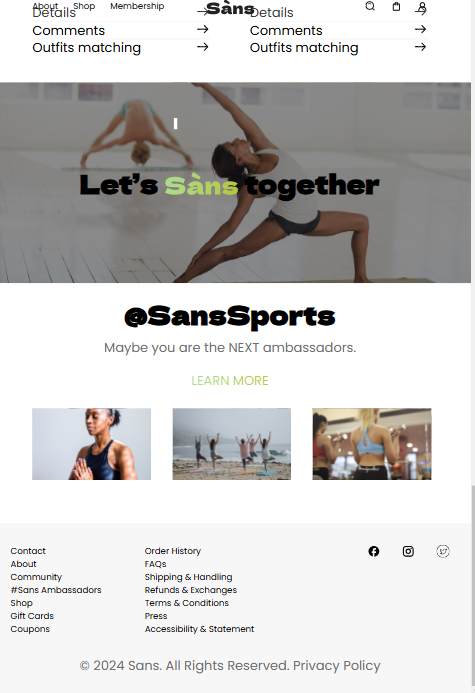 About Shop Membership Sàns
Details Details
Comments Comments
Outfits matching Outfits matching
Let’s Sàns together
@SansSports
Maybe you are the NEXT ambassadors.
LEARN MORE
Contact Order History
About FAQs
Community Shipping & Handling
#Sans Ambassadors Refunds & Exchanges
Shop Terms & Conditions
Gift Cards Press
Coupons Accessibility & Statement
© 2024 Sans. All Rights Reserved. Privacy Policy